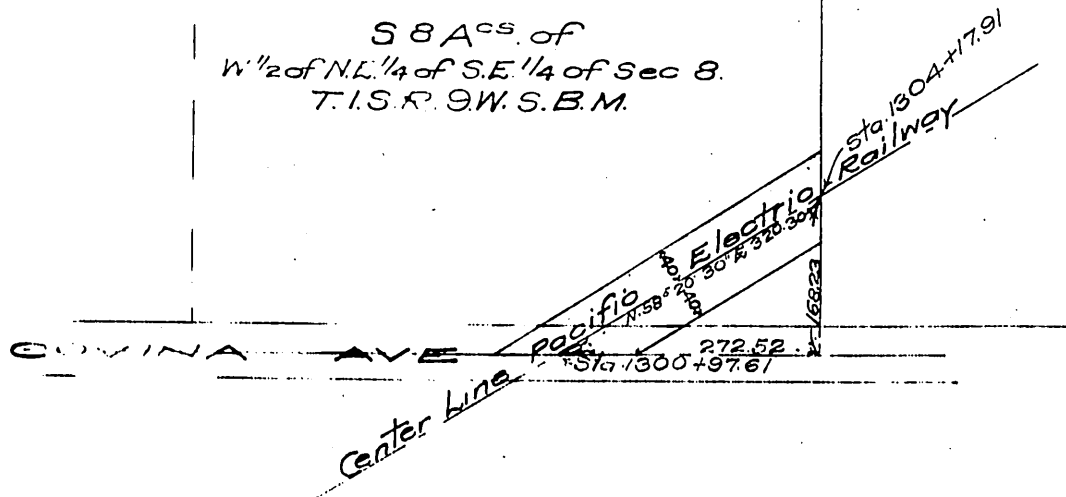 S 8 Acs. of
W. 1/2 of N.E. 1/4 of S.E. 1/4 of Sec 8.
T.1.S.R. 9.W. S.B.M.
Sta. 1304+17.91
Center Line Pacific Electric Railway
N.58° 20' 30" E 320.30
40'
40'
168.23
272.52
Sta. 1300+97.61
COVINA AVE